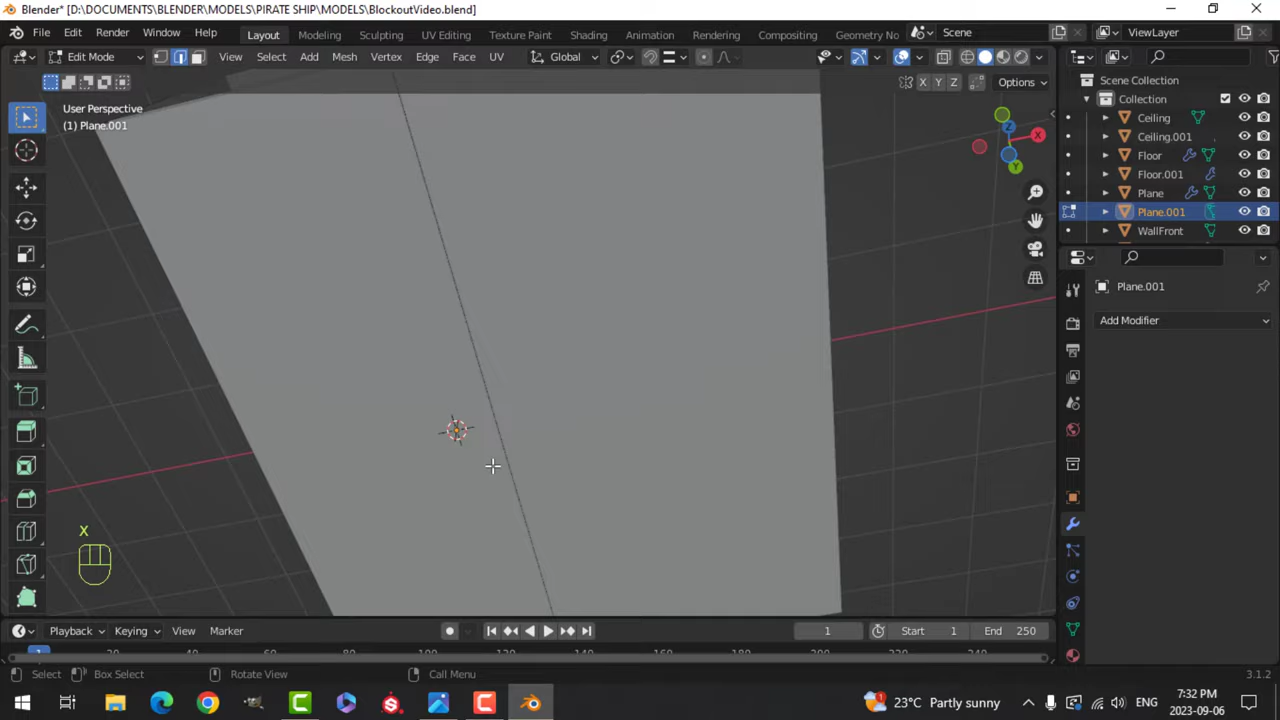 Blender* [D:\DOCUMENTS\BLENDER\MODELS\PIRATE SHIP\MODELS\BlockoutVideo.blend]
File Edit Render Window Help Layout Modeling Sculpting UV Editing Texture Paint Shading Animation Rendering Compositing Geometry No Scene ViewLayer
Edit Mode View Select Add Mesh Vertex Edge Face UV Global
X Y Z Options
User Perspective
(1) Plane.001
Z
X
Y
Scene Collection
Collection
Ceiling
Ceiling.001
Floor
Floor.001
Plane
Plane.001
WallFront
Plane.001
Add Modifier
X
Playback Keying View Marker 1 Start 1 End 250
Select Box Select Rotate View Call Menu 3.1.2
1 23°C Partly sunny ENG 7:32 PM
2023-09-06